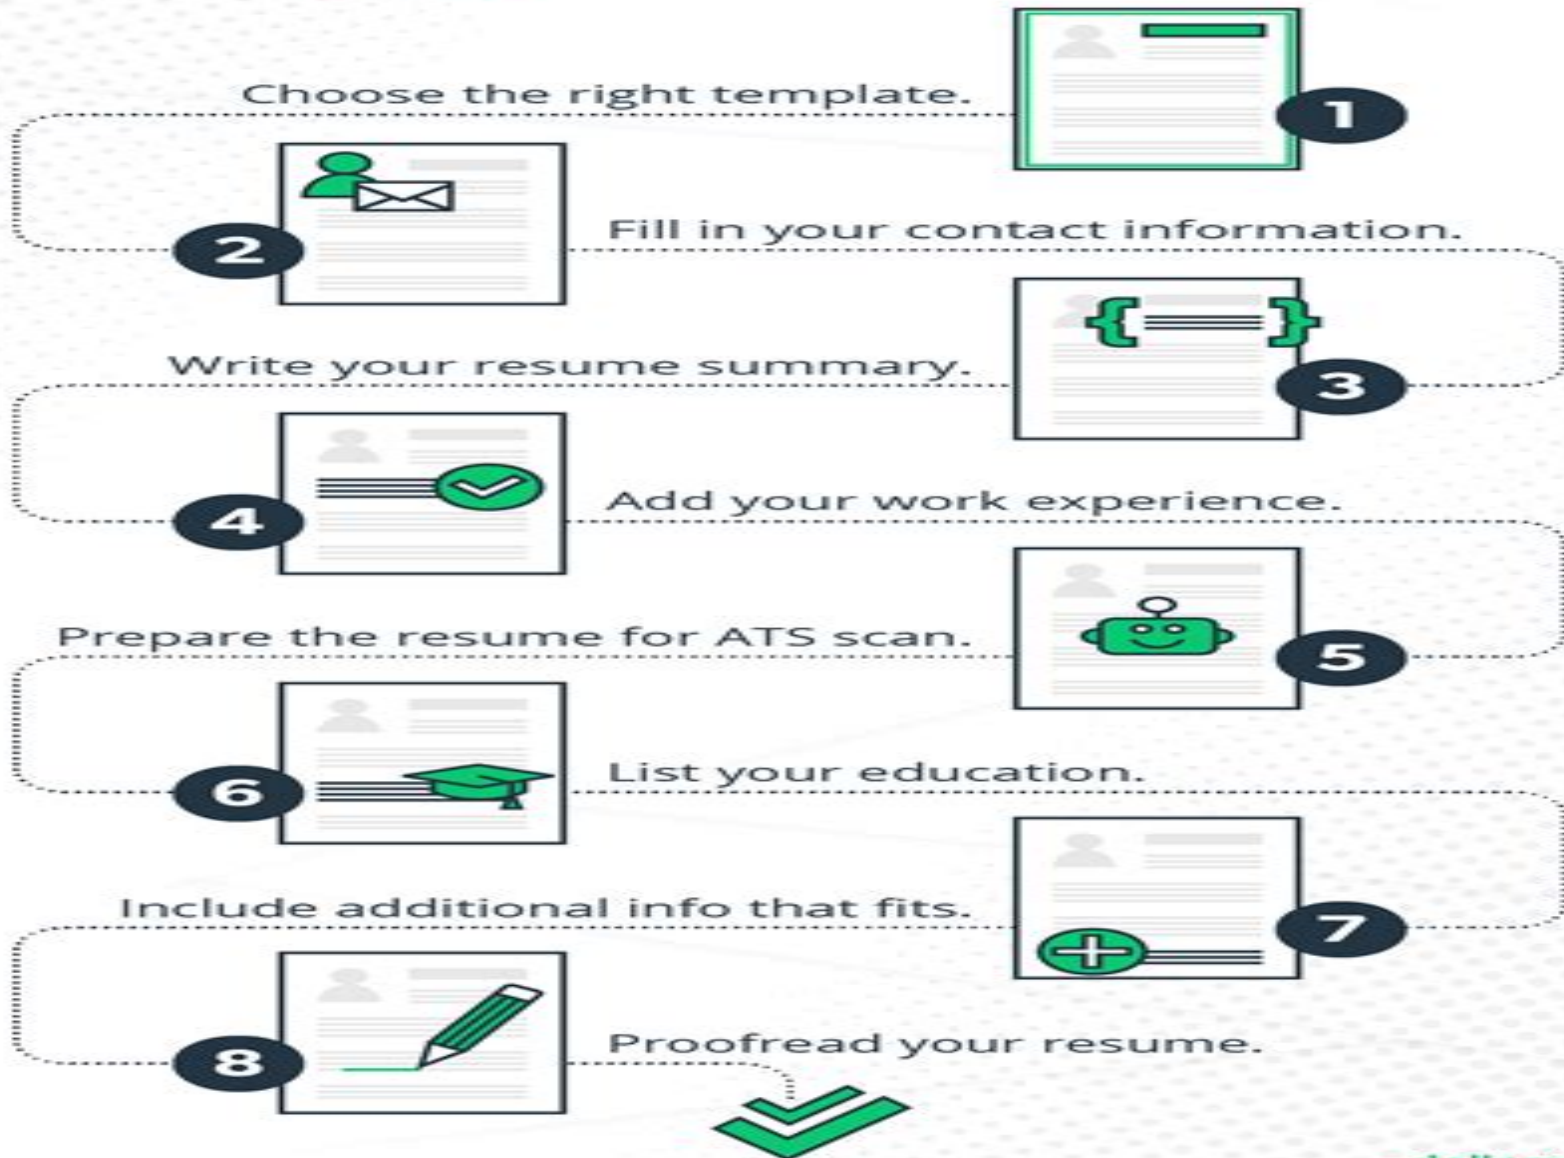 Choose the right template.
1
2
Fill in your contact information.
Write your resume summary.
3
4
Add your work experience.
Prepare the resume for ATS scan.
5
6
List your education.
Include additional info that fits.
7
8
Proofread your resume.